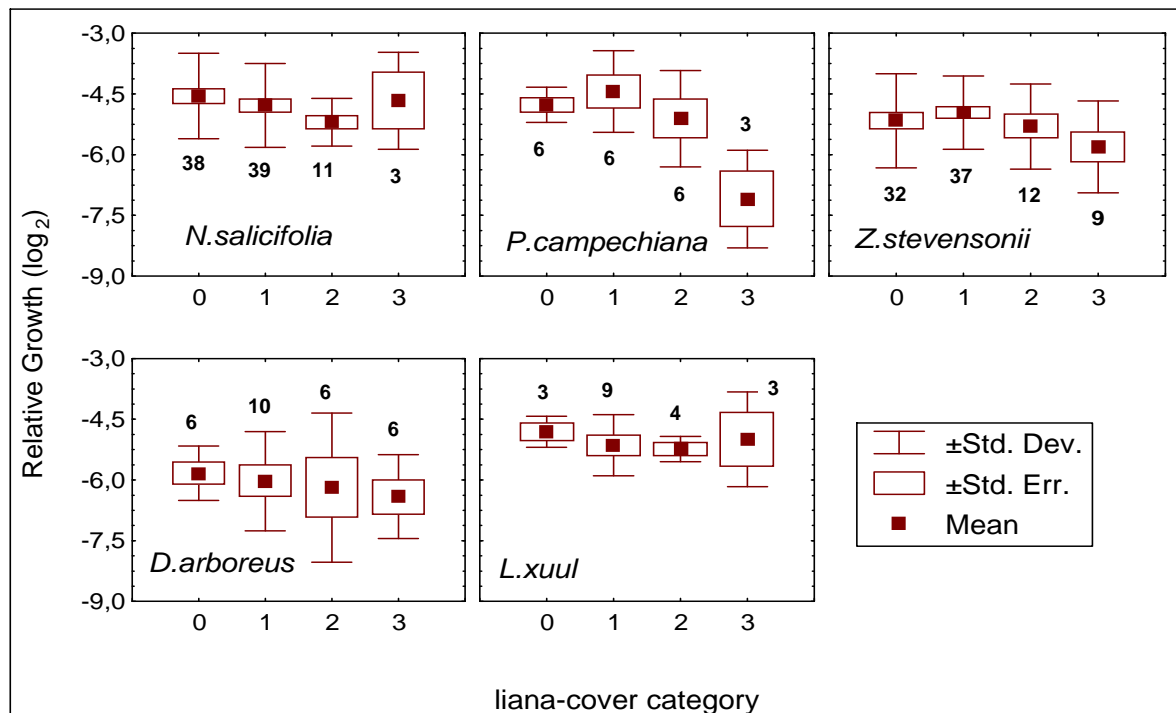 Relative Growth (log2)
-3,0
-4,5
-6,0
-7,5
-9,0
38 39 11 3
N.salicifolia
0 1 2 3
6 6 6 3
P.campechiana
0 1 2 3
32 37 12 9
Z.stevensonii
0 1 2 3
-3,0
-4,5
-6,0
-7,5
-9,0
6 10 6 6
D.arboreus
0 1 2 3
3 9 4 3
L.xuul
0 1 2 3
±Std. Dev.
±Std. Err.
Mean
liana-cover category